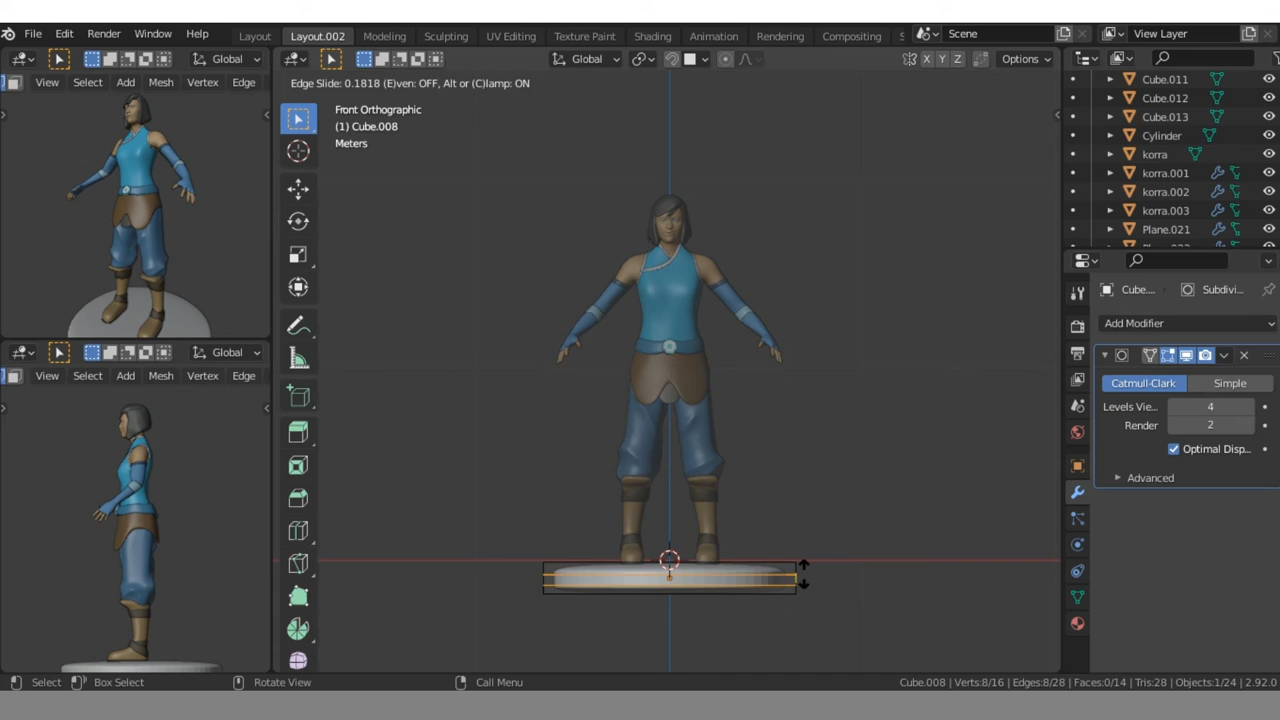 File Edit Render Window Help Layout Layout.002 Modeling Sculpting UV Editing Texture Paint Shading Animation Rendering Compositing S Scene View Layer
Global Global X Y Z Options
View Select Add Mesh Vertex Edge
Edge Slide: 0.1818 (E)ven: OFF, Alt or (C)lamp: ON
Front Orthographic
(1) Cube.008
Meters
Cube.011
Cube.012
Cube.013
Cylinder
korra
korra.001
korra.002
korra.003
Plane.021
Cube.... Subdivi...
Add Modifier
Catmull-Clark Simple
Levels Vie... 4
Render 2
Optimal Disp...
Advanced
Global
View Select Add Mesh Vertex Edge
Select Box Select Rotate View Call Menu Cube.008 | Verts:8/16 | Edges:8/28 | Faces:0/14 | Tris:28 | Objects:1/24 | 2.92.0